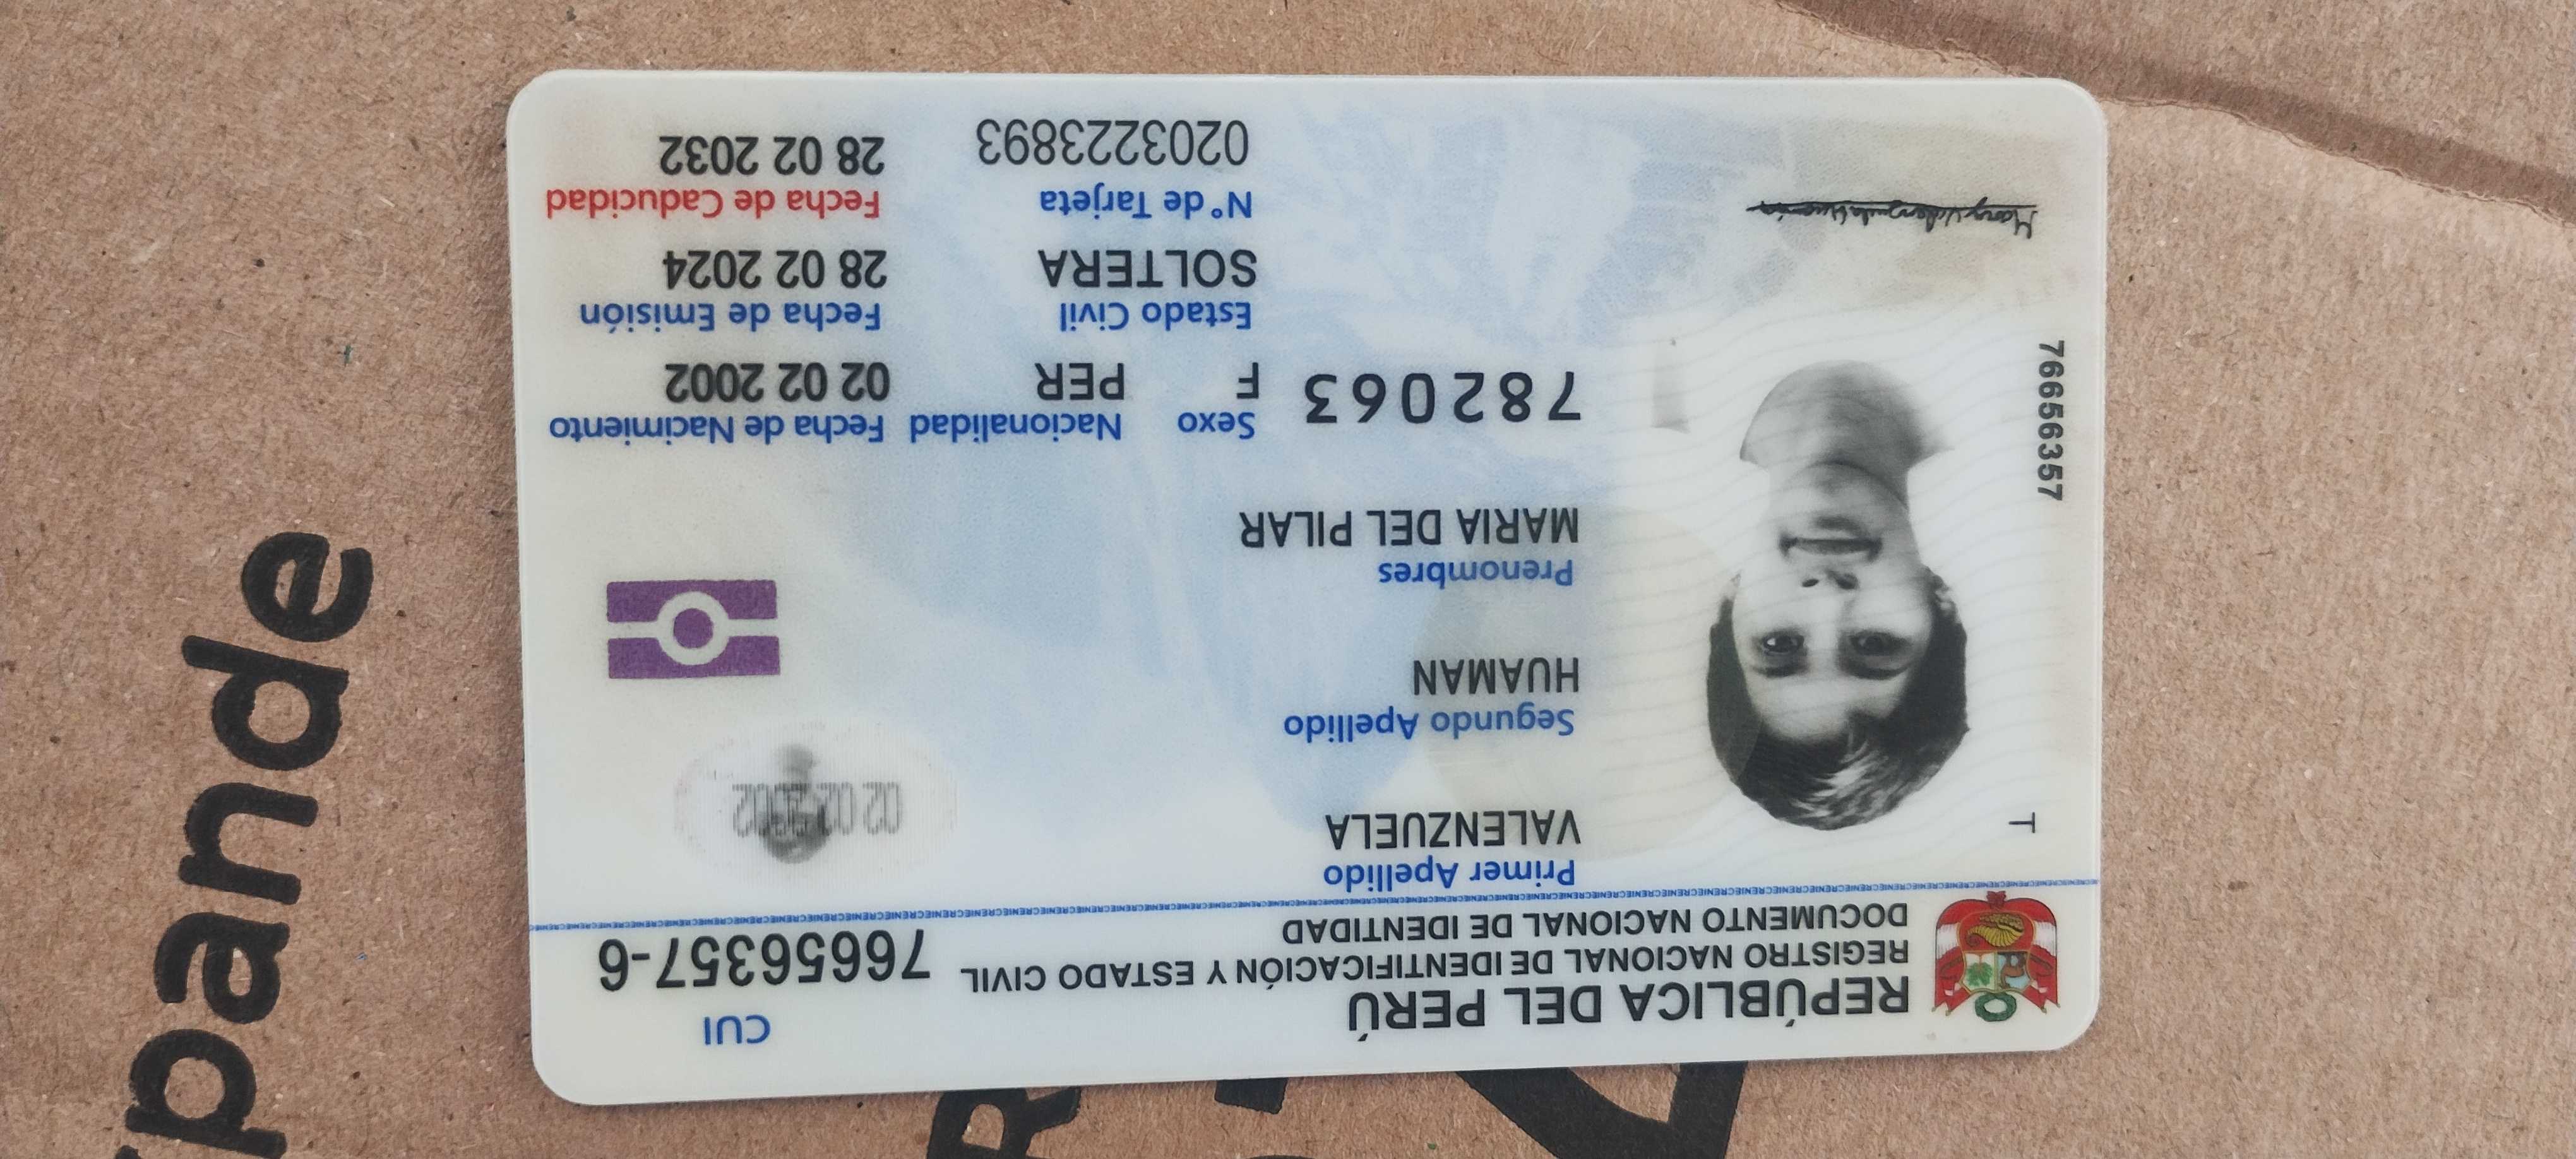 REPÚBLICA DEL PERÚ
REGISTRO NACIONAL DE IDENTIFICACIÓN Y ESTADO CIVIL
DOCUMENTO NACIONAL DE IDENTIDAD
CUI
76656357-6
Primer Apellido
VALENZUELA
Segundo Apellido
HUAMAN
Prenombres
MARIA DEL PILAR
782063
Sexo
F
Nacionalidad
PER
Fecha de Nacimiento
02 02 2002
Estado Civil
SOLTERA
Fecha de Emisión
28 02 2024
N° de Tarjeta
0203223893
Fecha de Caducidad
28 02 2032
T
76656357
02 02 2002
pande